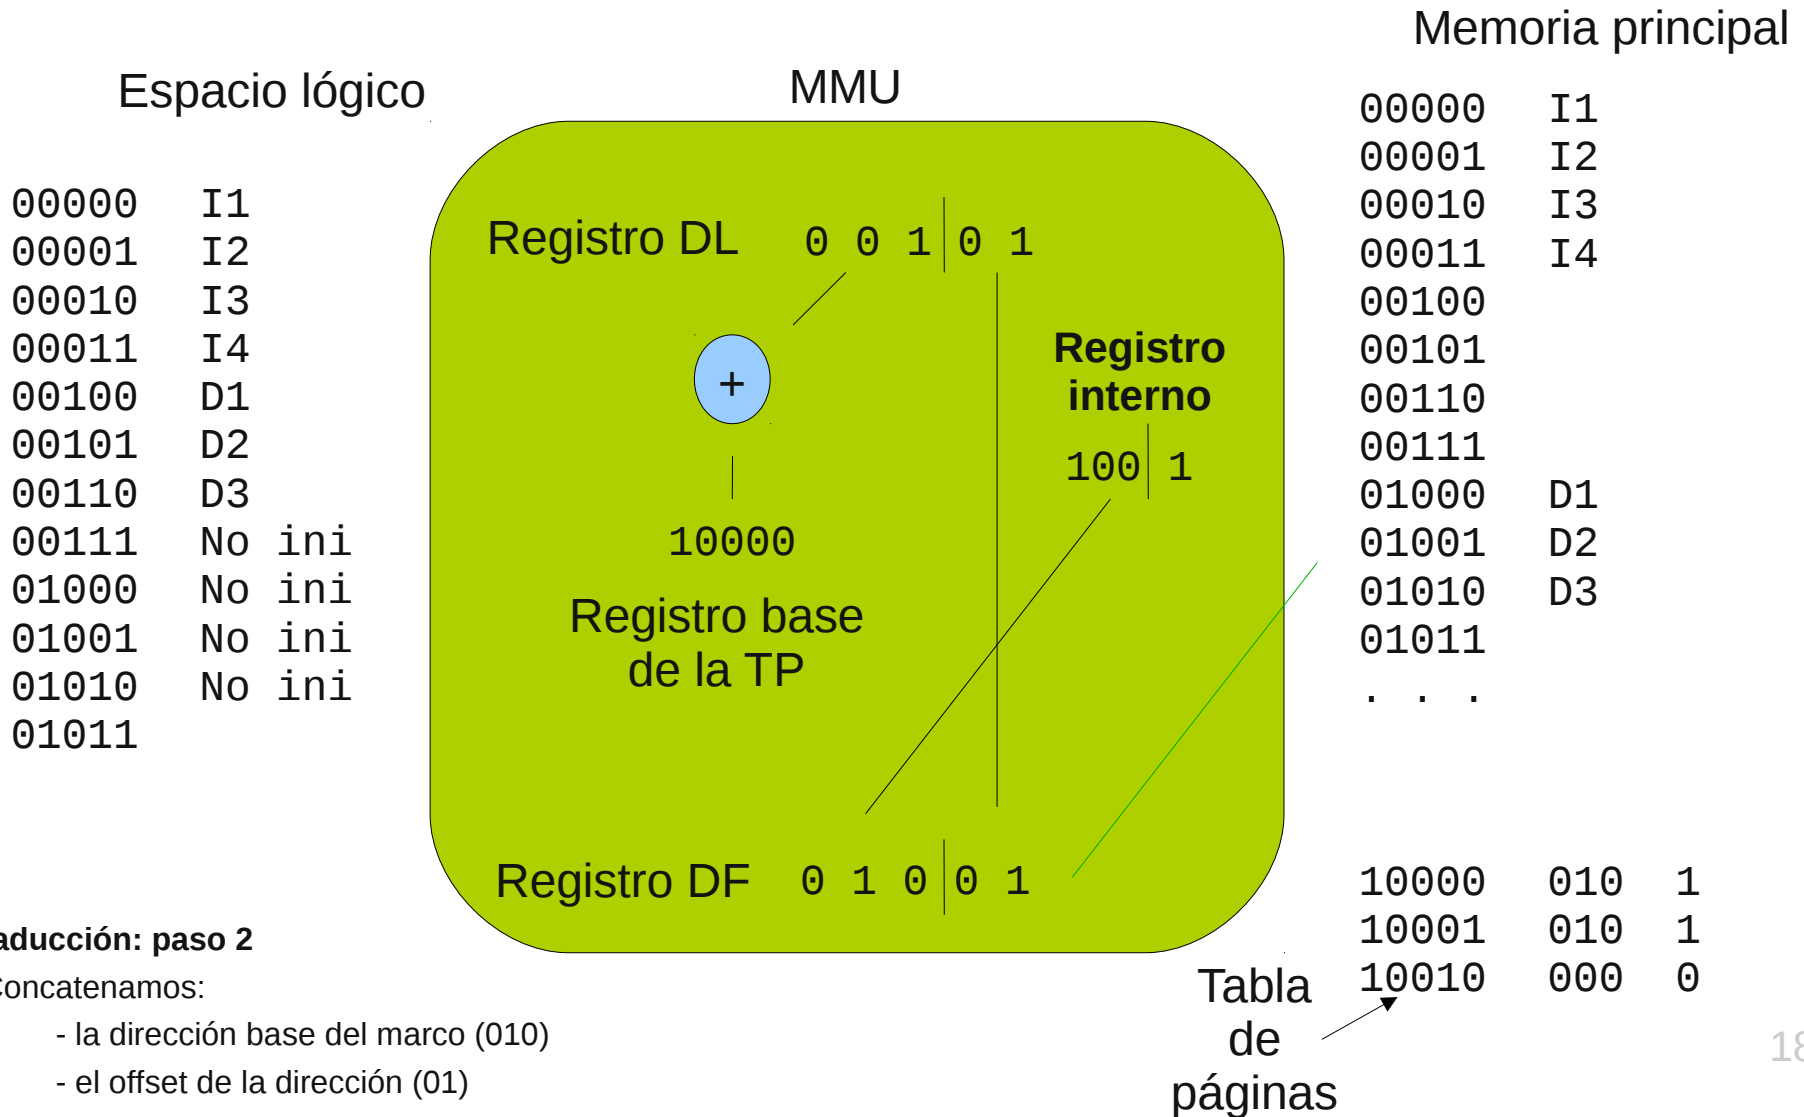 Memoria principal
Espacio lógico
MMU
00000 I1
00001 I2
00010 I3
00011 I4
00100 D1
00101 D2
00110 D3
00111 No ini
01000 No ini
01001 No ini
01010 No ini
01011
Registro DL 0 0 1 0 1
+
10000
Registro base
de la TP
Registro
interno
100 1
Registro DF 0 1 0 0 1
00000 I1
00001 I2
00010 I3
00011 I4
00100
00101
00110
00111
01000 D1
01001 D2
01010 D3
01011
. . .
10000 010 1
10001 010 1
10010 000 0
Tabla
de
páginas
aducción: paso 2
Concatenamos:
- la dirección base del marco (010)
- el offset de la dirección (01)
18